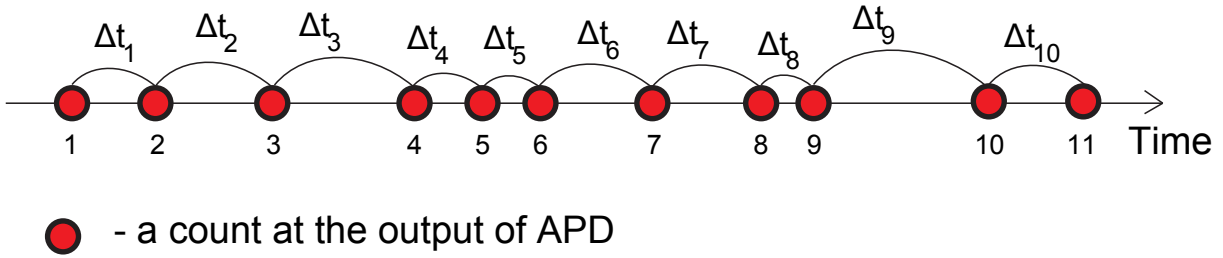 Δt1 Δt2 Δt3 Δt4 Δt5 Δt6 Δt7 Δt8 Δt9 Δt10
1 2 3 4 5 6 7 8 9 10 11 Time
- a count at the output of APD